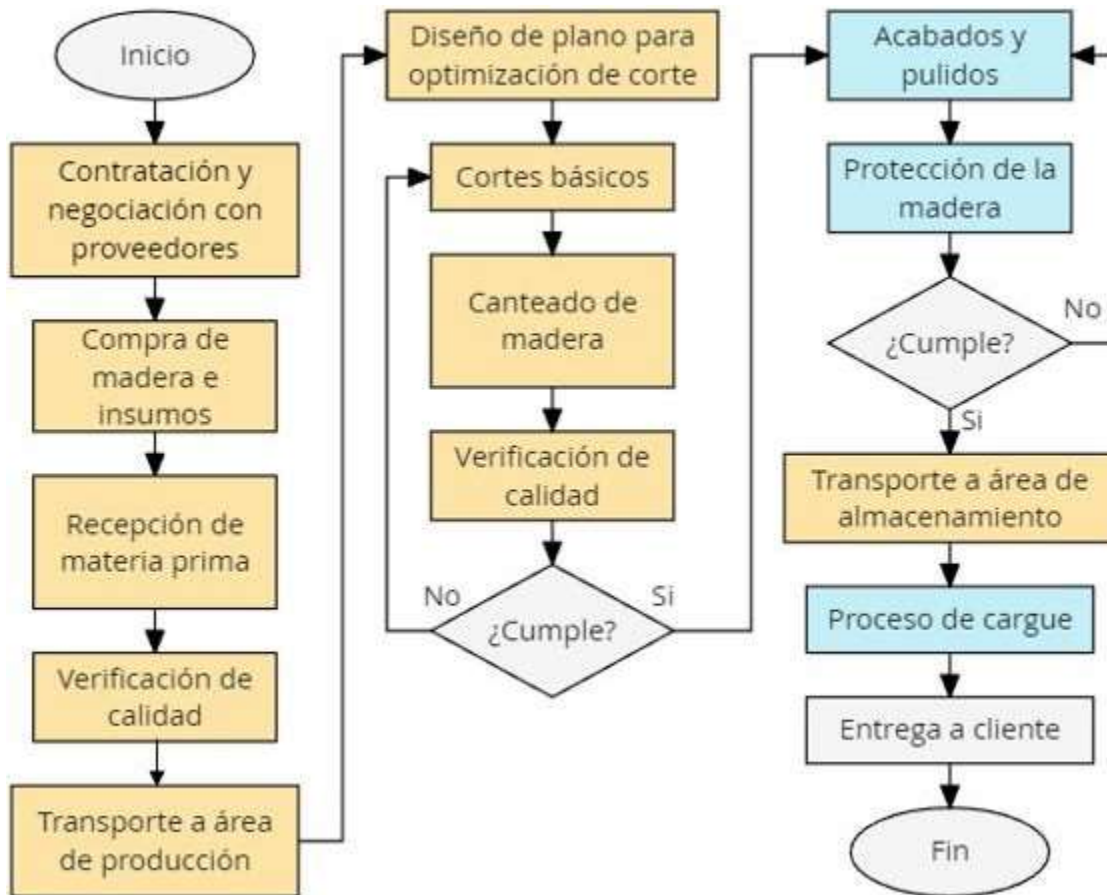 Inicio
Contratación y
negociación con
proveedores
Compra de
madera e
insumos
Recepción de
materia prima
Verificación de
calidad
Transporte a área
de producción
Diseño de plano para
optimización de corte
Cortes básicos
Canteado de
madera
Verificación de
calidad
¿Cumple?
No
Si
Acabados y
pulidos
Protección de la
madera
¿Cumple?
No
Si
Transporte a área de
almacenamiento
Proceso de cargue
Entrega a cliente
Fin